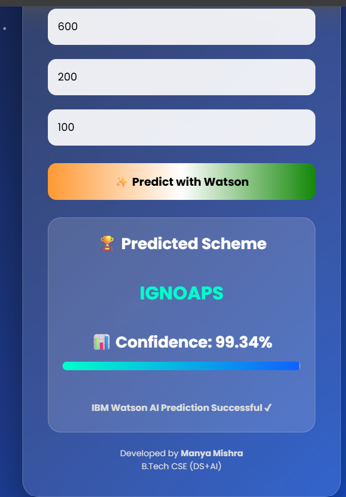 600
200
100
✨ Predict with Watson
🏆 Predicted Scheme
IGNOAPS
📊 Confidence: 99.34%
IBM Watson AI Prediction Successful ✓
Developed by Manya Mishra
B.Tech CSE (DS+AI)